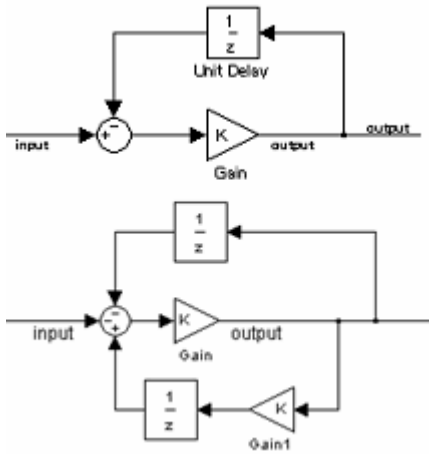 1
z
Unit Delay
+ -
K
input
output
output
Gain
1
z
-
- +
K
input
output
Gain
1
z
K
Gain1